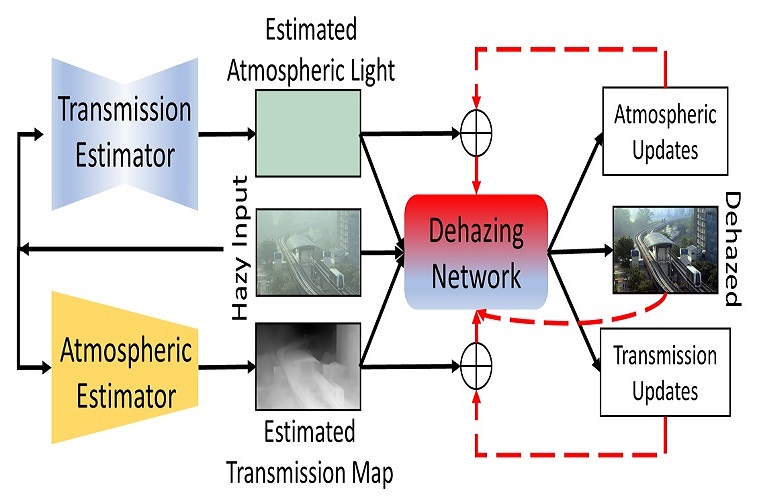 Estimated
Atmospheric Light
Transmission
Estimator
Atmospheric
Updates
Hazy Input
Dehazing
Network
Dehazed
Atmospheric
Estimator
Transmission
Updates
Estimated
Transmission Map